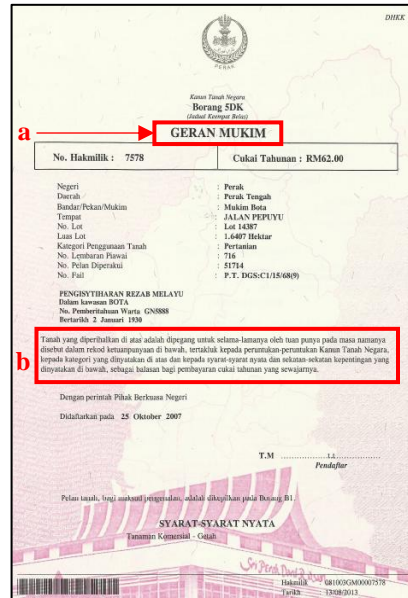 DHKK
PERAK
Kanun Tanah Negara
Borang 5DK
(Jadual Keempat Belas)
a
GERAN MUKIM
No. Hakmilik : 7578
Cukai Tahunan : RM62.00
Negeri : Perak
Daerah : Perak Tengah
Bandar/Pekan/Mukim : Mukim Bota
Tempat : JALAN PEPUYU
No. Lot : Lot 14387
Luas Lot : 1.6407 Hektar
Kategori Penggunaan Tanah : Pertanian
No. Lembaran Piawai : 716
No. Pelan Diperakui : 51714
No. Fail : P.T. DGS:C1/15/68(9)
PENGISYTIHARAN REZAB MELAYU
Dalam kawasan BOTA
No. Pemberitahuan Warta GN5888
Bertarikh 2 Januari 1930
b
Tanah yang diperihalkan di atas adalah dipegang untuk selama-lamanya oleh tuan punya pada masa namanya
disebut dalam rekod ketuanpunyaan di bawah, tertakluk kepada peruntukan-peruntukan Kanun Tanah Negara,
kepada kategori yang dinyatakan di atas dan kepada syarat-syarat nyata dan sekatan-sekatan kepentingan yang
dinyatakan di bawah, sebagai balasan bagi pembayaran cukai tahunan yang sewajarnya.
Dengan perintah Pihak Berkuasa Negeri
Didaftarkan pada 25 Oktober 2007
T.M
t.t
Pendaftar
Pelan tanah, bagi maksud pengenalan, adalah dikepilkan pada Borang B1.
SYARAT-SYARAT NYATA
Tanaman Komersial - Getah
Hakmilik : 081003GM00007578
Tarikh : 13/08/2013